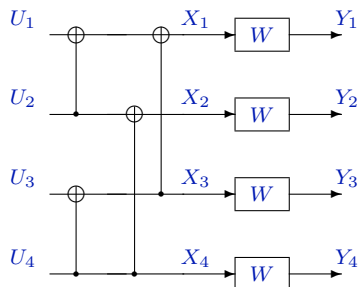 U₁ X₁ W Y₁
U₂ X₂ W Y₂
U₃ X₃ W Y₃
U₄ X₄ W Y₄